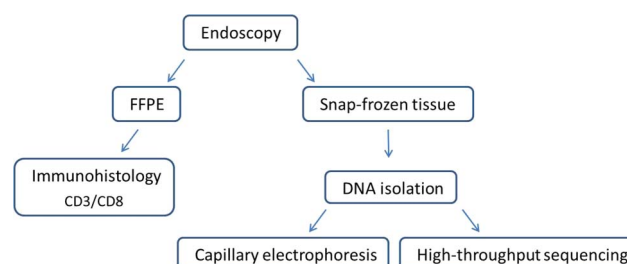 Endoscopy
FFPE
Snap-frozen tissue
Immunohistology
CD3/CD8
DNA isolation
Capillary electrophoresis
High-throughput sequencing